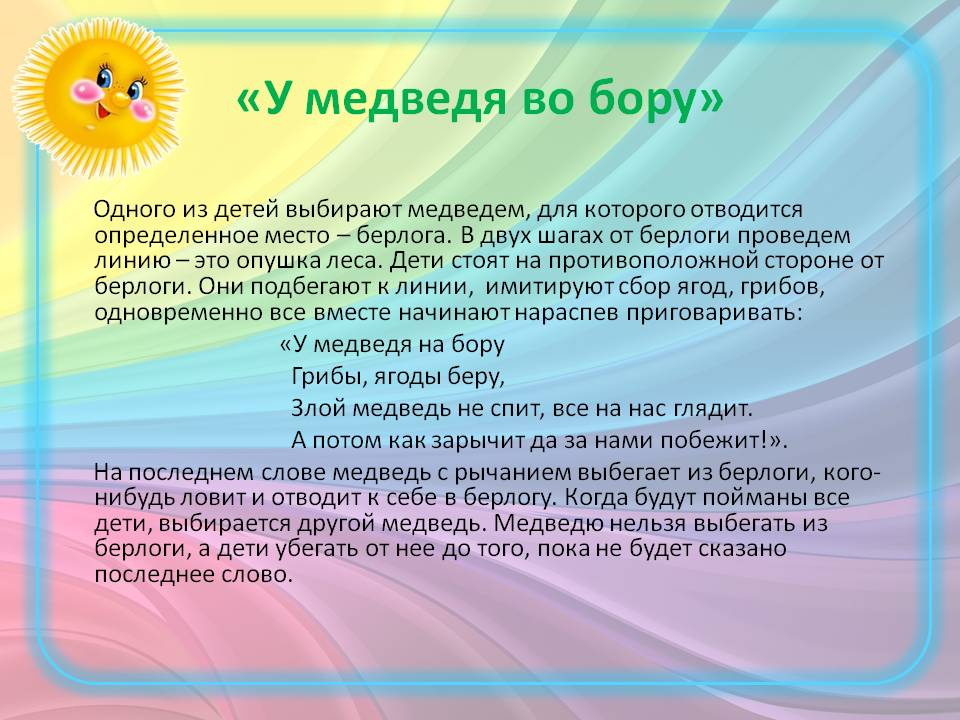 «У медведя во бору»
Одного из детей выбирают медведем, для которого отводится
определенное место – берлога. В двух шагах от берлоги проведем
линию – это опушка леса. Дети стоят на противоположной стороне от
берлоги. Они подбегают к линии, имитируют сбор ягод, грибов,
одновременно все вместе начинают нараспев приговаривать:
«У медведя на бору
Грибы, ягоды беру,
Злой медведь не спит, все на нас глядит.
А потом как зарычит да за нами побежит!».
На последнем слове медведь с рычанием выбегает из берлоги, кого-
нибудь ловит и отводит к себе в берлогу. Когда будут пойманы все
дети, выбирается другой медведь. Медведю нельзя выбегать из
берлоги, а дети убегать от нее до того, пока не будет сказано
последнее слово.